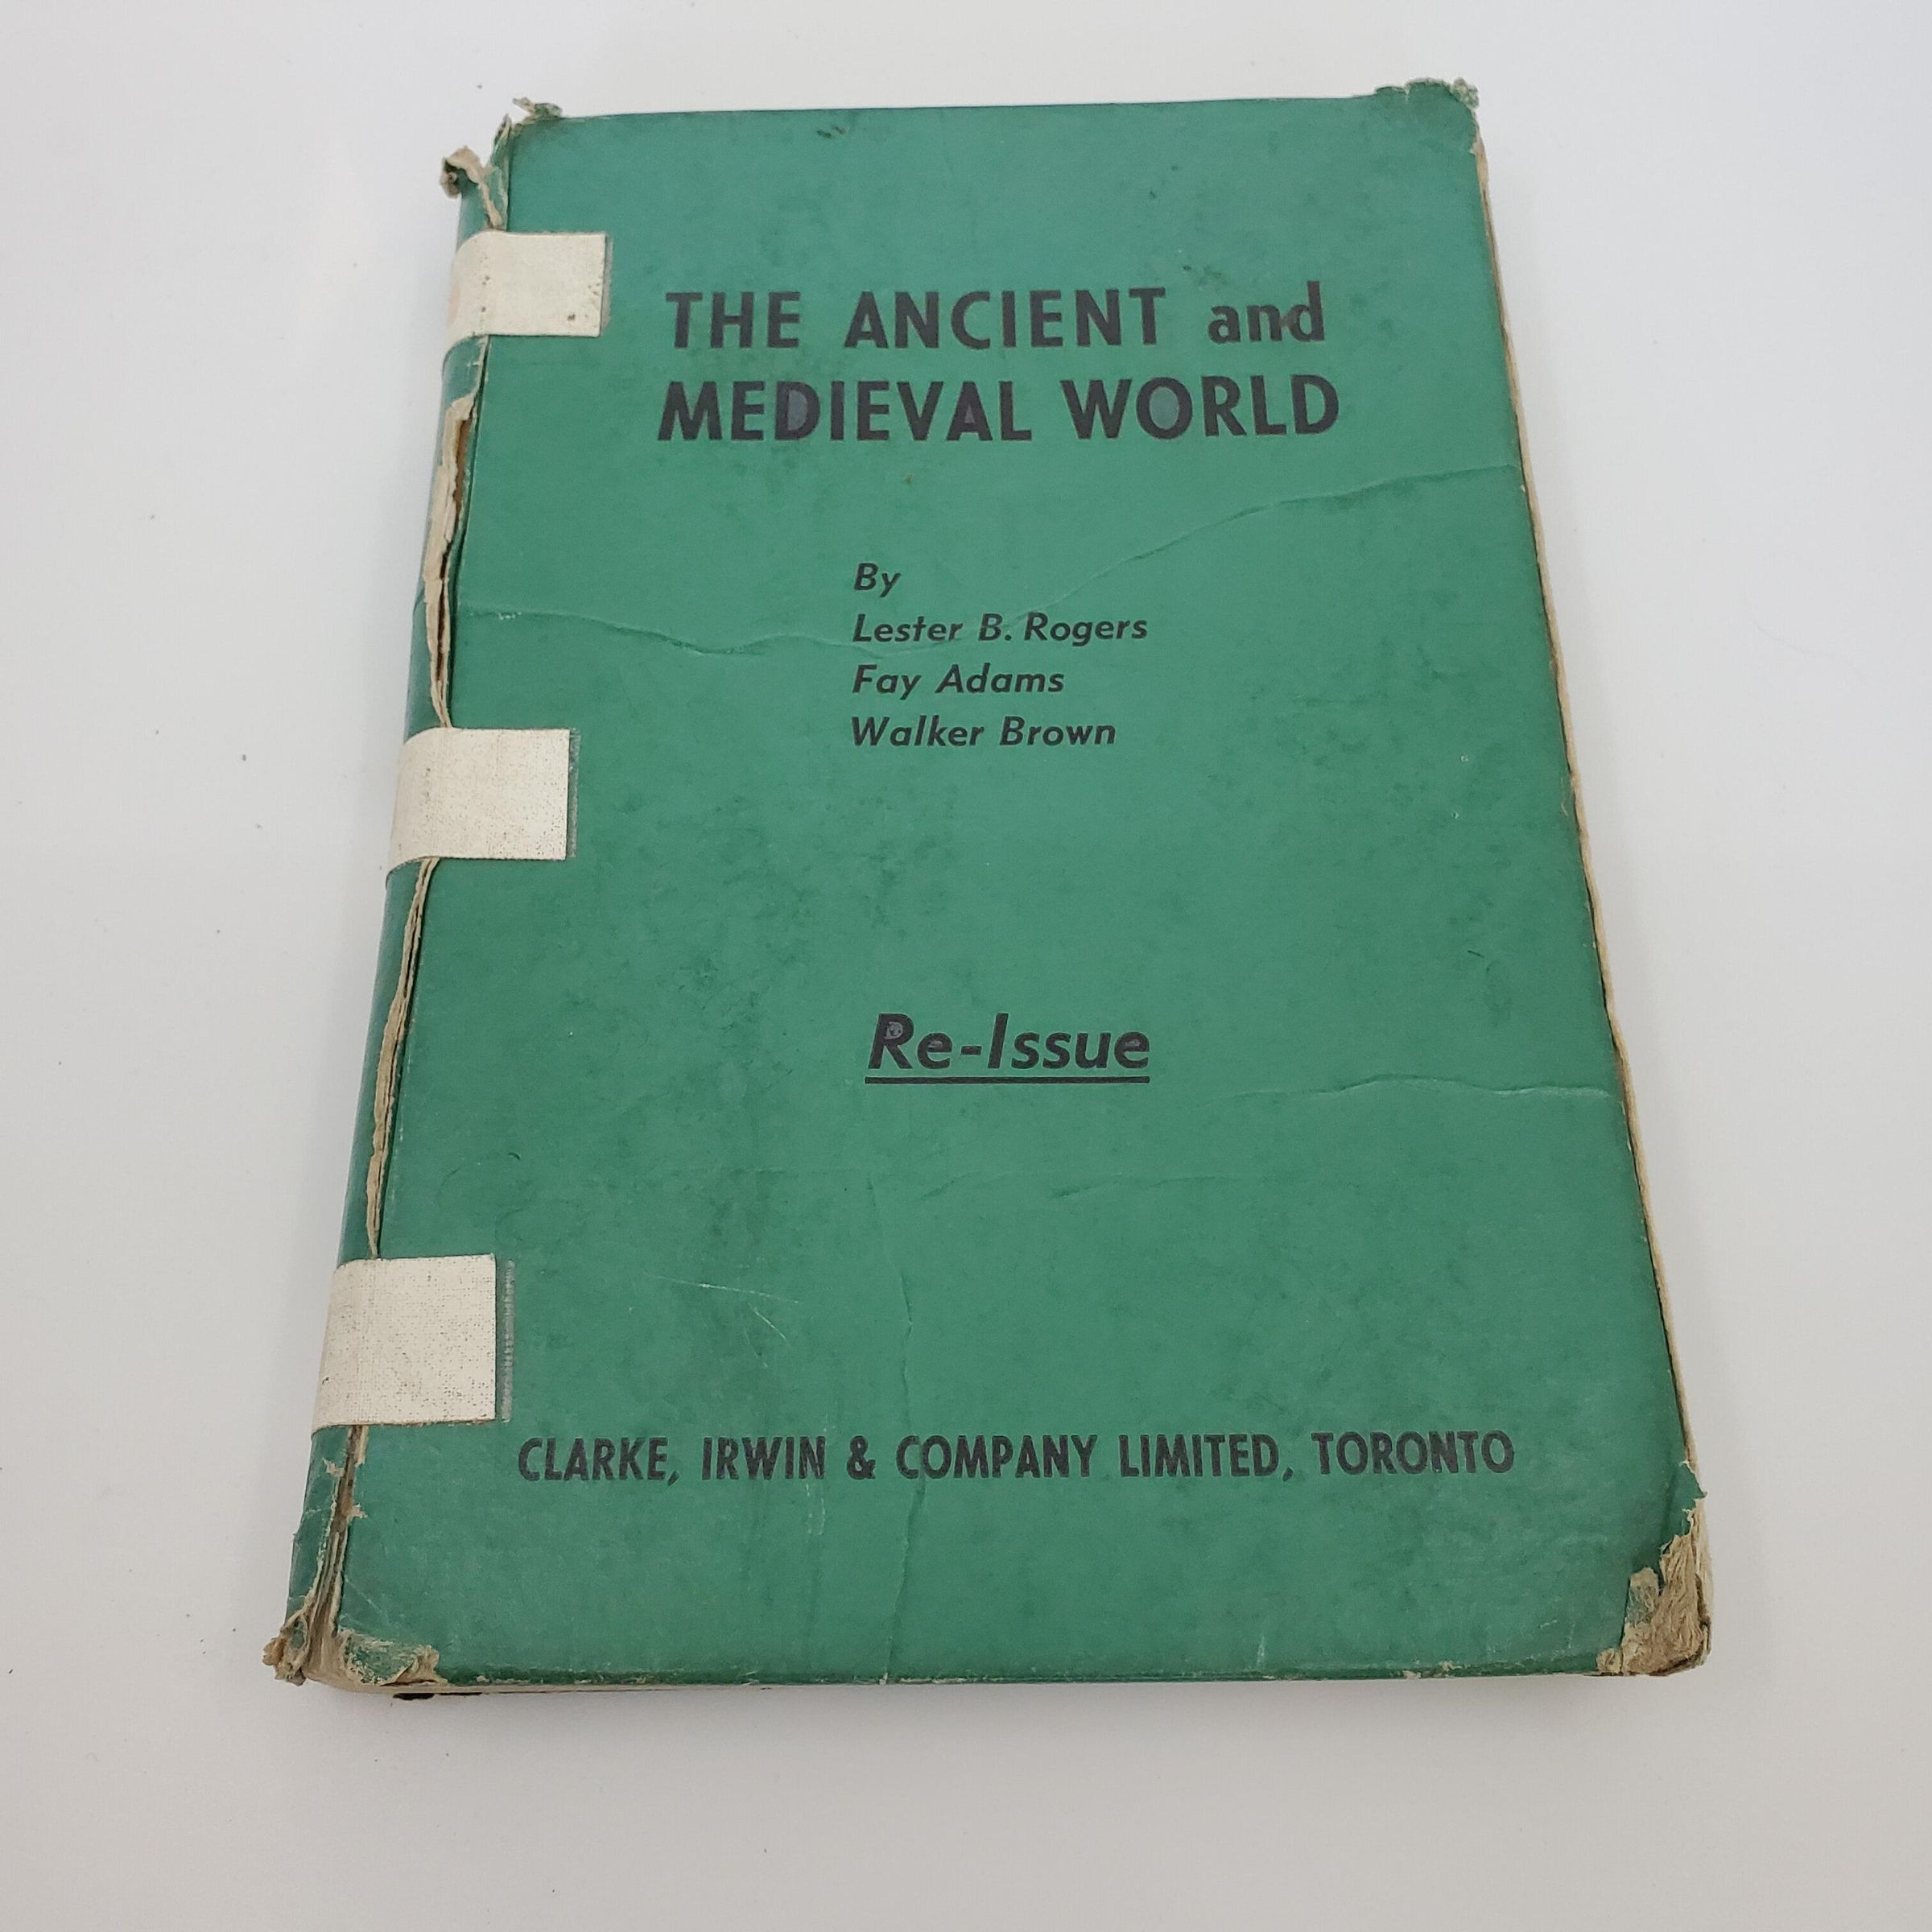 THE ANCIENT and
MEDIEVAL WORLD
By
Lester B. Rogers
Fay Adams
Walker Brown
Re-Issue
CLARKE, IRWIN & COMPANY LIMITED, TORONTO